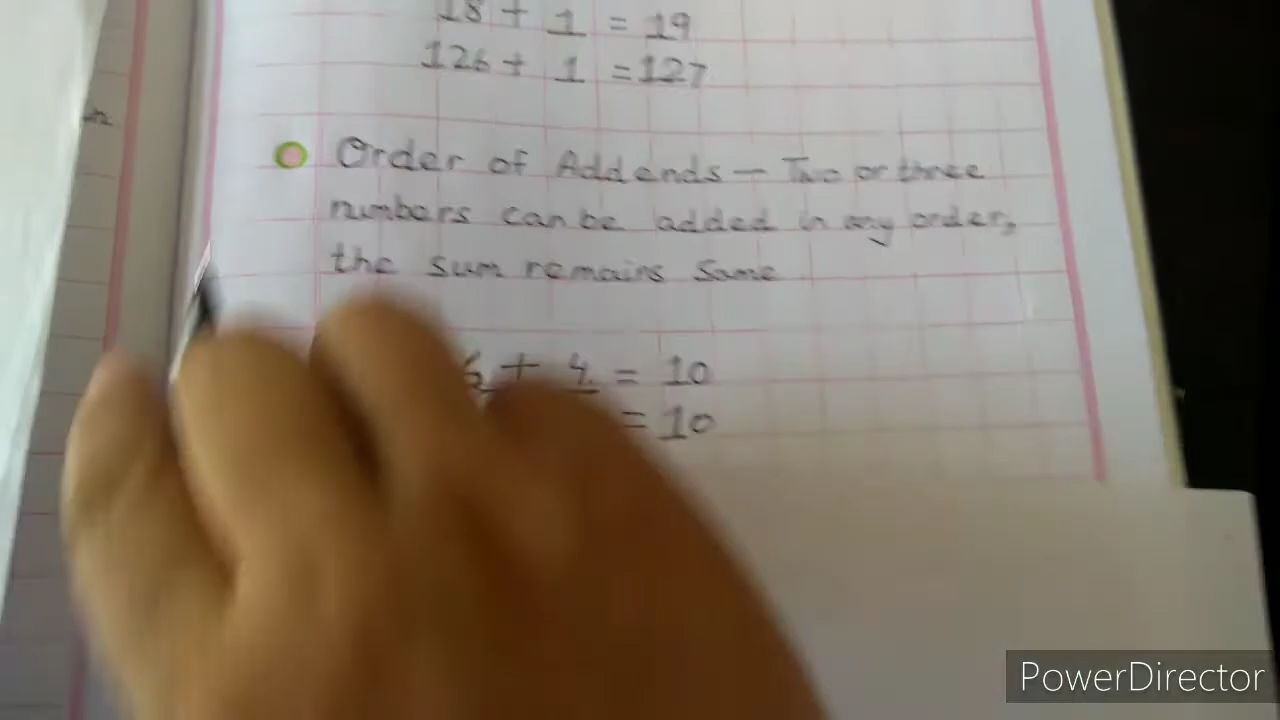 18 + 1 = 19
126 + 1 = 127
Order of Addends — Two or three
numbers can be added in any order,
the sum remains same
6 + 4 = 10
= 10
PowerDirector